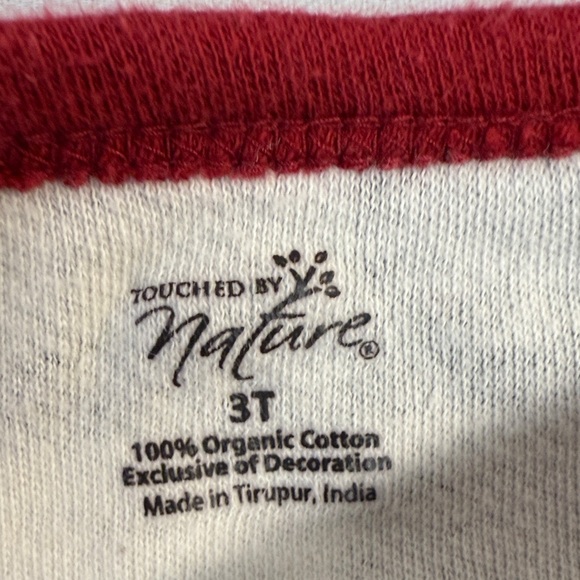 TOUCHED BY
nature®
3T
100% Organic Cotton
Exclusive of Decoration
Made in Tirupur, India